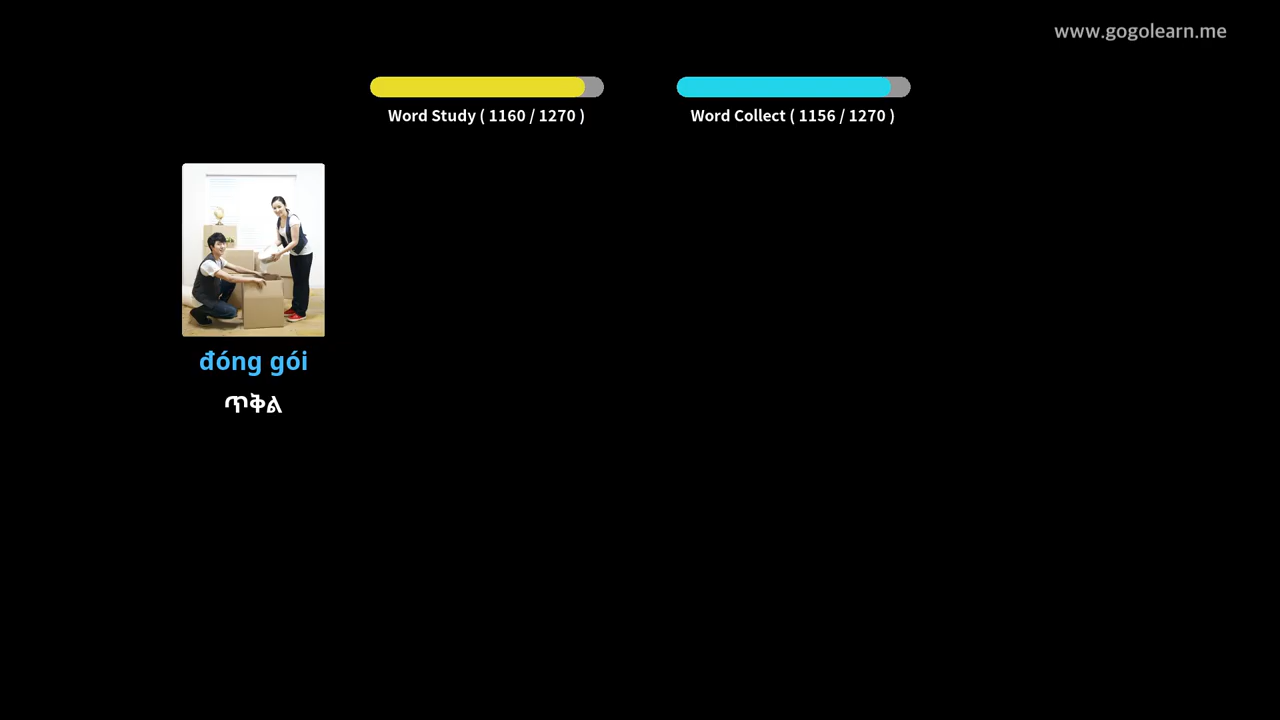 www.gogolearn.me
Word Study ( 1160 / 1270 )
Word Collect ( 1156 / 1270 )
đóng gói
ጥቅል